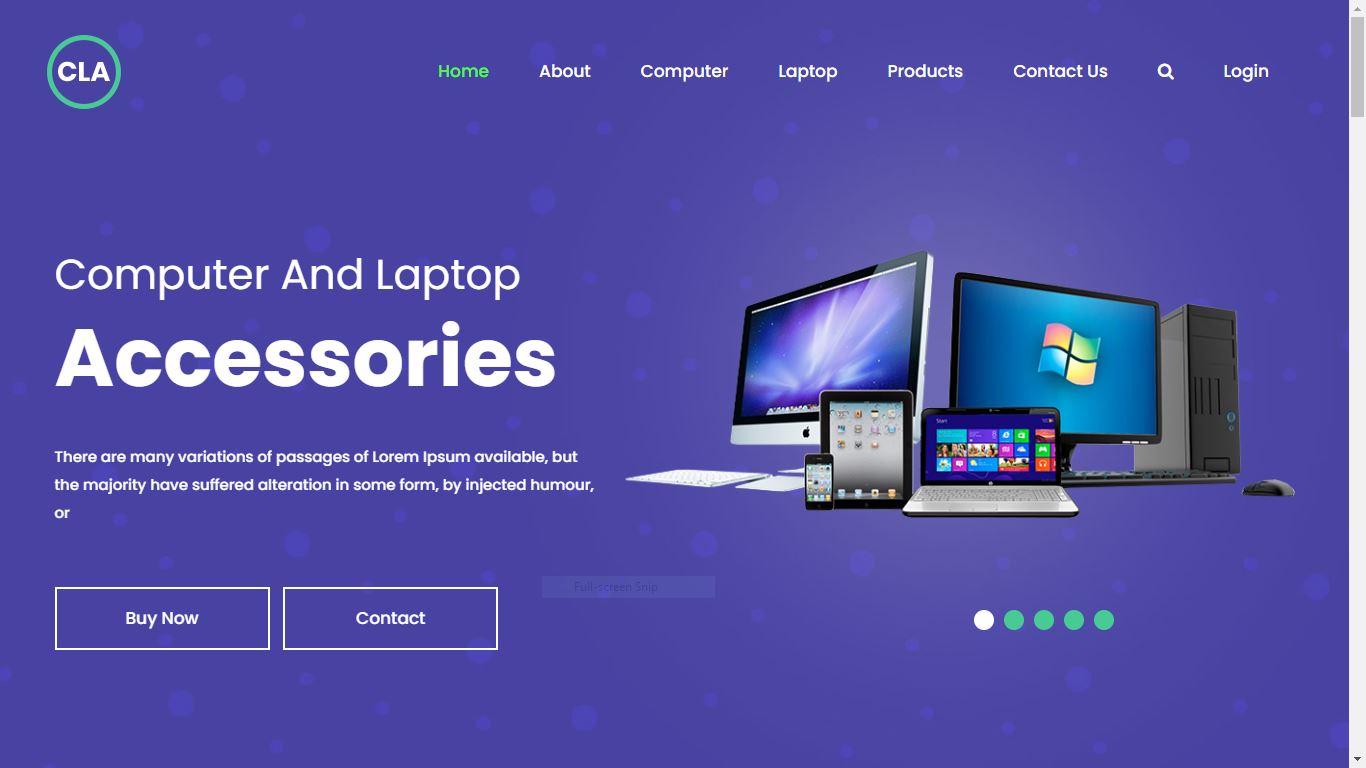 CLA
Home
About
Computer
Laptop
Products
Contact Us
Login
Computer And Laptop
Accessories
There are many variations of passages of Lorem Ipsum available, but
the majority have suffered alteration in some form, by injected humour,
or
Start
Full-screen Snip
Buy Now
Contact